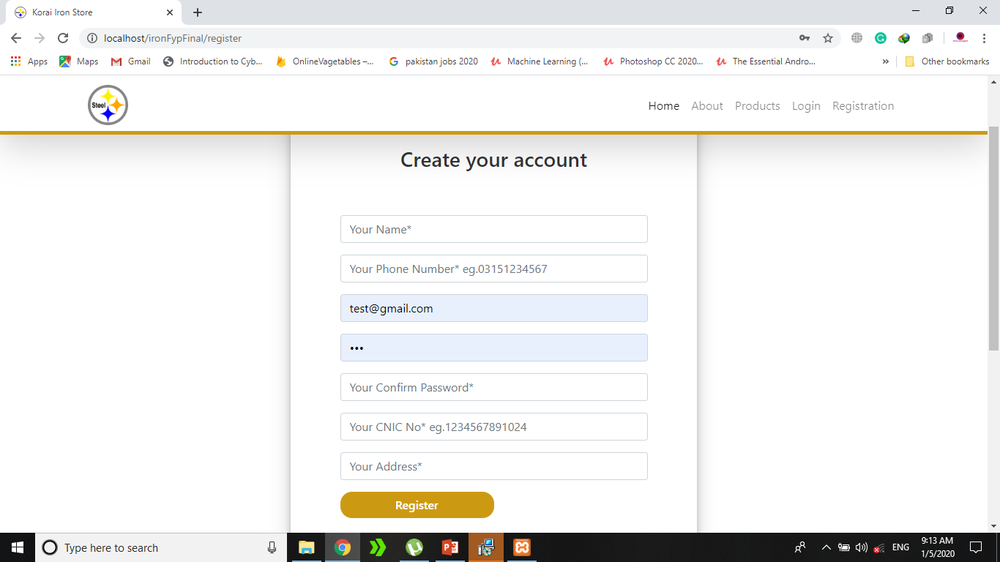 Korai Iron Store
localhost/ironFypFinal/register
Apps Maps Gmail Introduction to Cyb... OnlineVagetables –... pakistan jobs 2020 Machine Learning (... Photoshop CC 2020... The Essential Andro... » Other bookmarks
Steel
Home About Products Login Registration
Create your account
Your Name*
Your Phone Number* eg.03151234567
test@gmail.com
•••
Your Confirm Password*
Your CNIC No* eg.1234567891024
Your Address*
Register
Type here to search
ENG
9:13 AM
1/5/2020